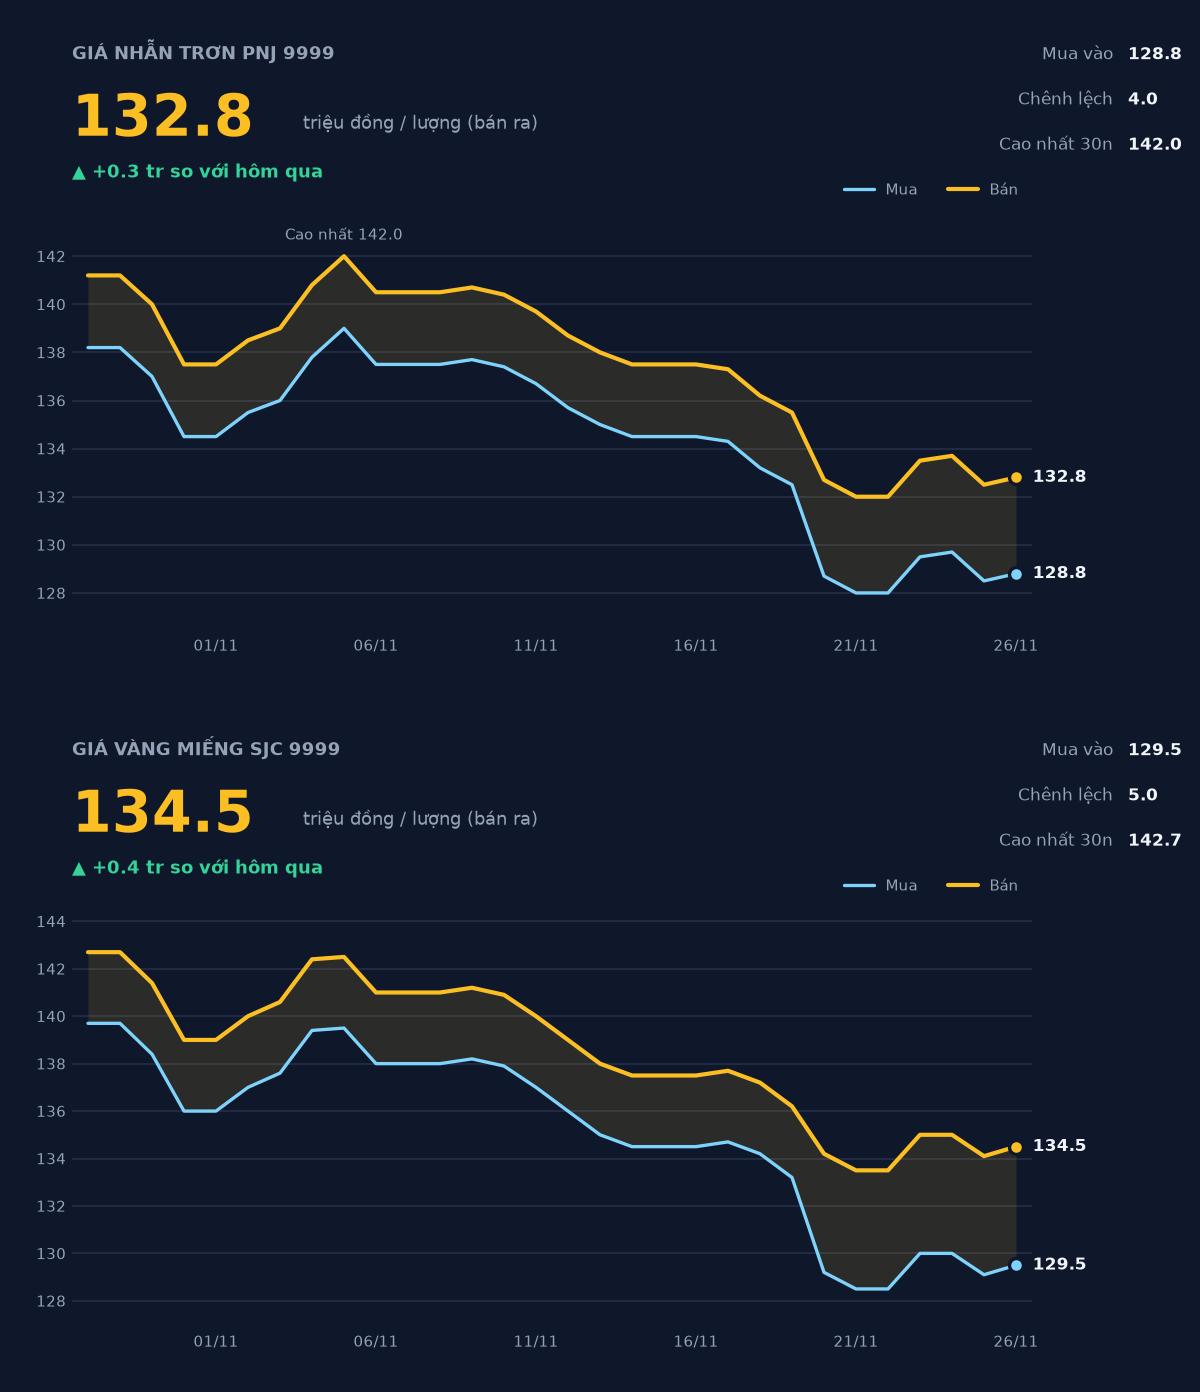 GIÁ NHẪN TRƠN PNJ 9999
132.8 triệu đồng / lượng (bán ra)
▲ +0.3 tr so với hôm qua
Mua vào 128.8
Chênh lệch 4.0
Cao nhất 30n 142.0
Mua Bán
Cao nhất 142.0
142
140
138
136
134
132
130
128
132.8
128.8
01/11 06/11 11/11 16/11 21/11 26/11
GIÁ VÀNG MIẾNG SJC 9999
134.5 triệu đồng / lượng (bán ra)
▲ +0.4 tr so với hôm qua
Mua vào 129.5
Chênh lệch 5.0
Cao nhất 30n 142.7
Mua Bán
144
142
140
138
136
134
132
130
128
134.5
129.5
01/11 06/11 11/11 16/11 21/11 26/11